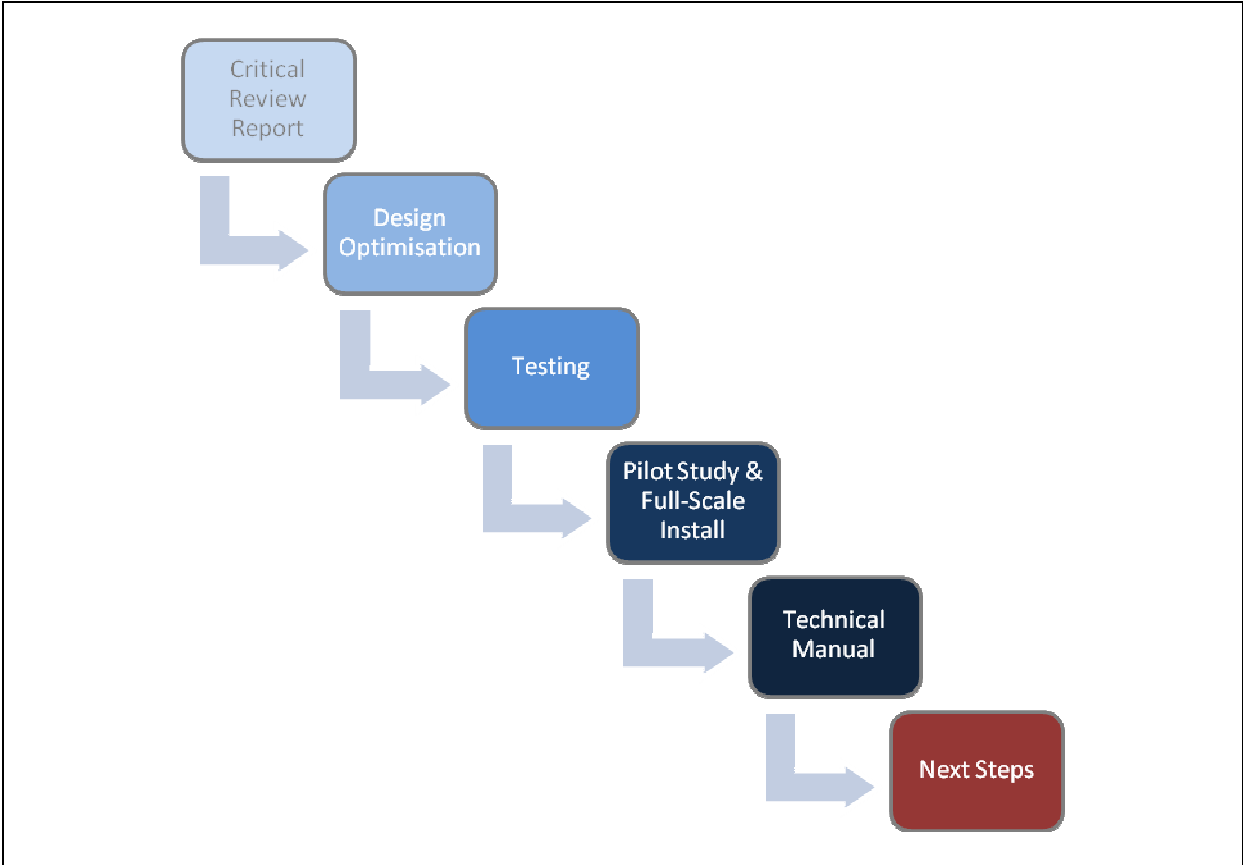 Critical
Review
Report
Design
Optimisation
Testing
Pilot Study &
Full-Scale
Install
Technical
Manual
Next Steps